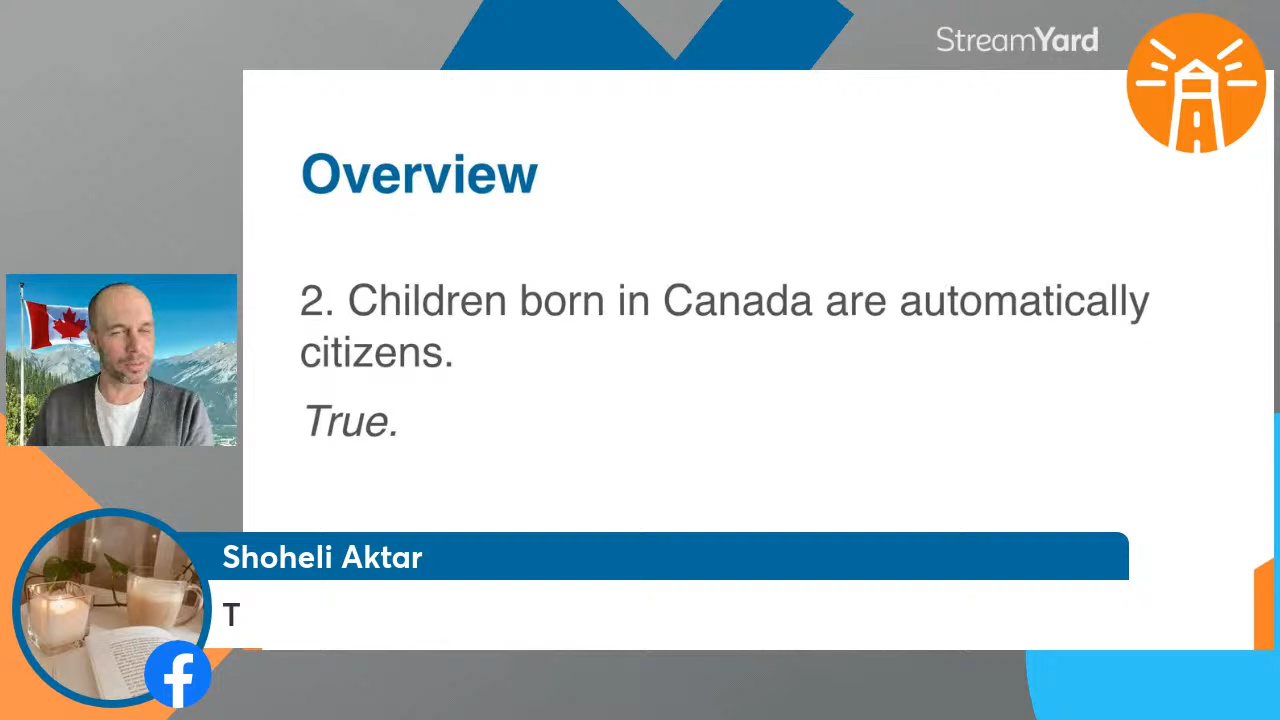 StreamYard
Overview
2. Children born in Canada are automatically
citizens.
True.
Shoheli Aktar
T